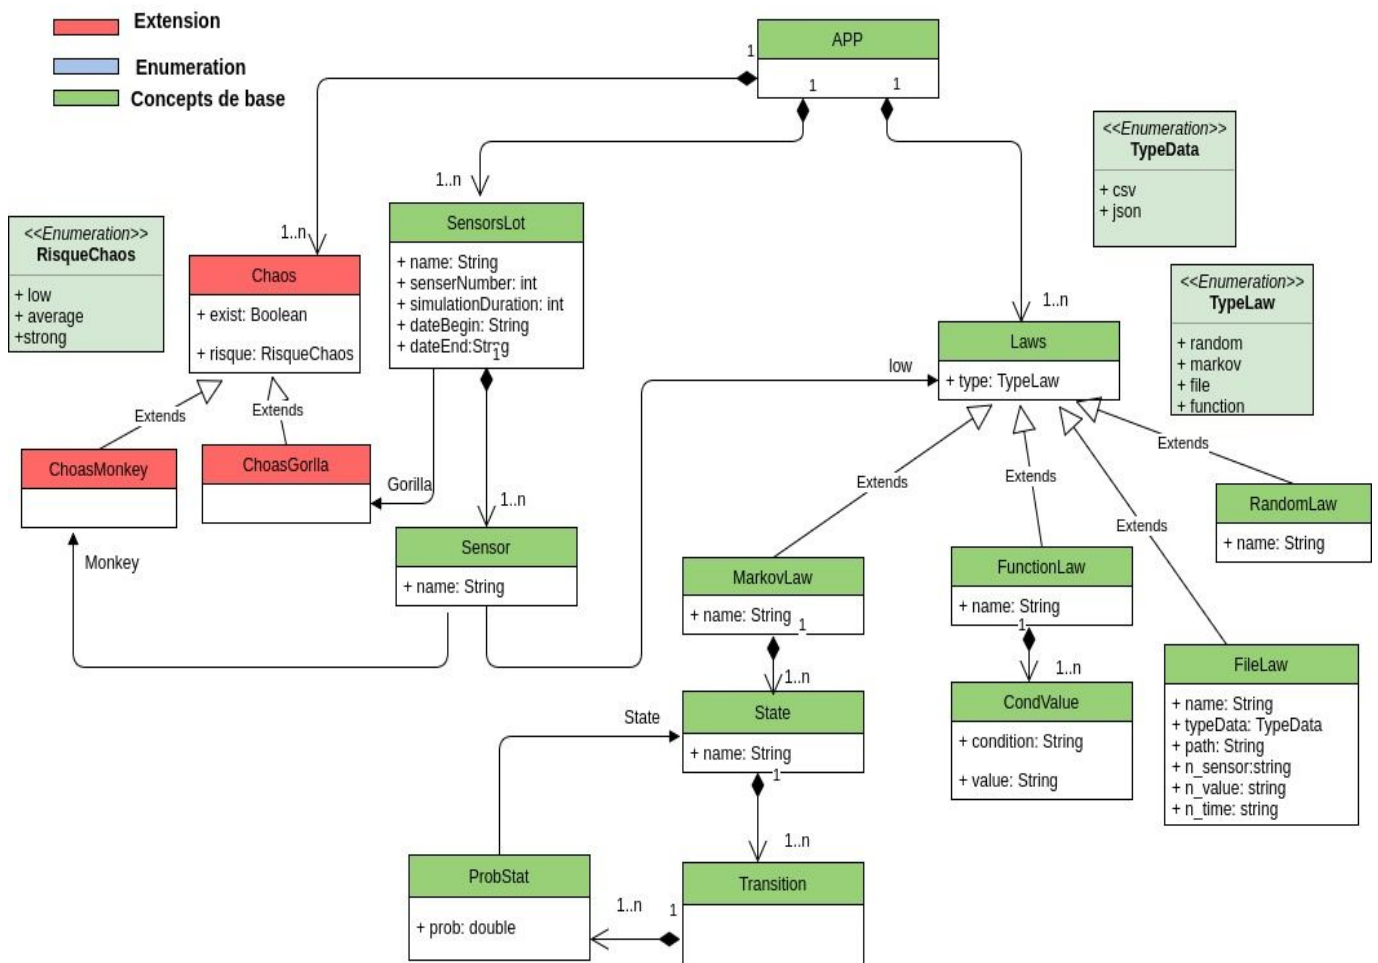 Extension
Enumeration
Concepts de base
APP
1
1
1
1..n
1..n
1..n
<<Enumeration>>
RisqueChaos
+ low
+ average
+strong
Chaos
+ exist: Boolean
+ risque: RisqueChaos
SensorsLot
+ name: String
+ senserNumber: int
+ simulationDuration: int
+ dateBegin: String
+ dateEnd:String
1
<<Enumeration>>
TypeData
+ csv
+ json
<<Enumeration>>
TypeLaw
+ random
+ markov
+ file
+ function
Laws
+ type: TypeLaw
low
Extends
Extends
Extends
Extends
Extends
Extends
ChoasMonkey
ChoasGorlla
Gorilla
Monkey
1..n
Sensor
+ name: String
MarkovLaw
+ name: String
1
1..n
FunctionLaw
+ name: String
1
1..n
RandomLaw
+ name: String
FileLaw
+ name: String
+ typeData: TypeData
+ path: String
+ n_sensor:string
+ n_value: string
+ n_time: string
State
State
+ name: String
1
1..n
CondValue
+ condition: String
+ value: String
ProbStat
+ prob: double
1..n
1
Transition